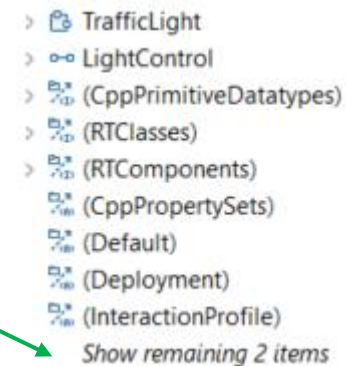 TrafficLight
LightControl
(CppPrimitiveDatatypes)
(RTClasses)
(RTComponents)
(CppPropertySets)
(Default)
(Deployment)
(InteractionProfile)
Show remaining 2 items